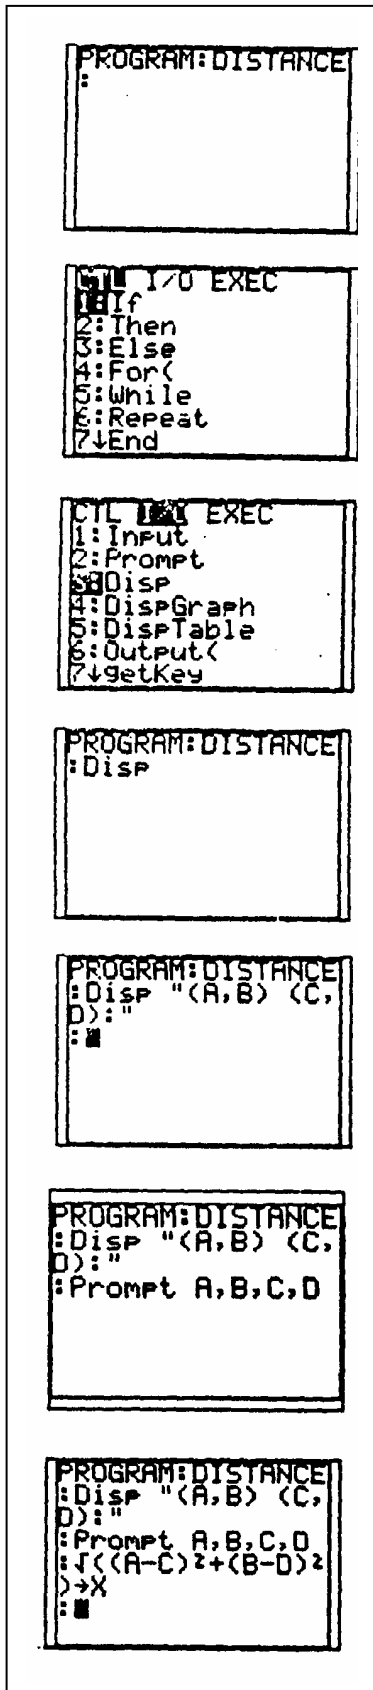 PROGRAM:DISTANCE
:
CTL I/O EXEC
1:If
2:Then
3:Else
4:For(
5:While
6:Repeat
7↓End
CTL I/O EXEC
1:Input
2:Prompt
3:Disp
4:DispGraph
5:DispTable
6:Output(
7↓getKey
PROGRAM:DISTANCE
:Disp
PROGRAM:DISTANCE
:Disp "(A,B) (C,
D):"
:
PROGRAM:DISTANCE
:Disp "(A,B) (C,
D):"
:Prompt A,B,C,D
PROGRAM:DISTANCE
:Disp "(A,B) (C,
D):"
:Prompt A,B,C,D
:√((A-C)²+(B-D)²
)→X
: